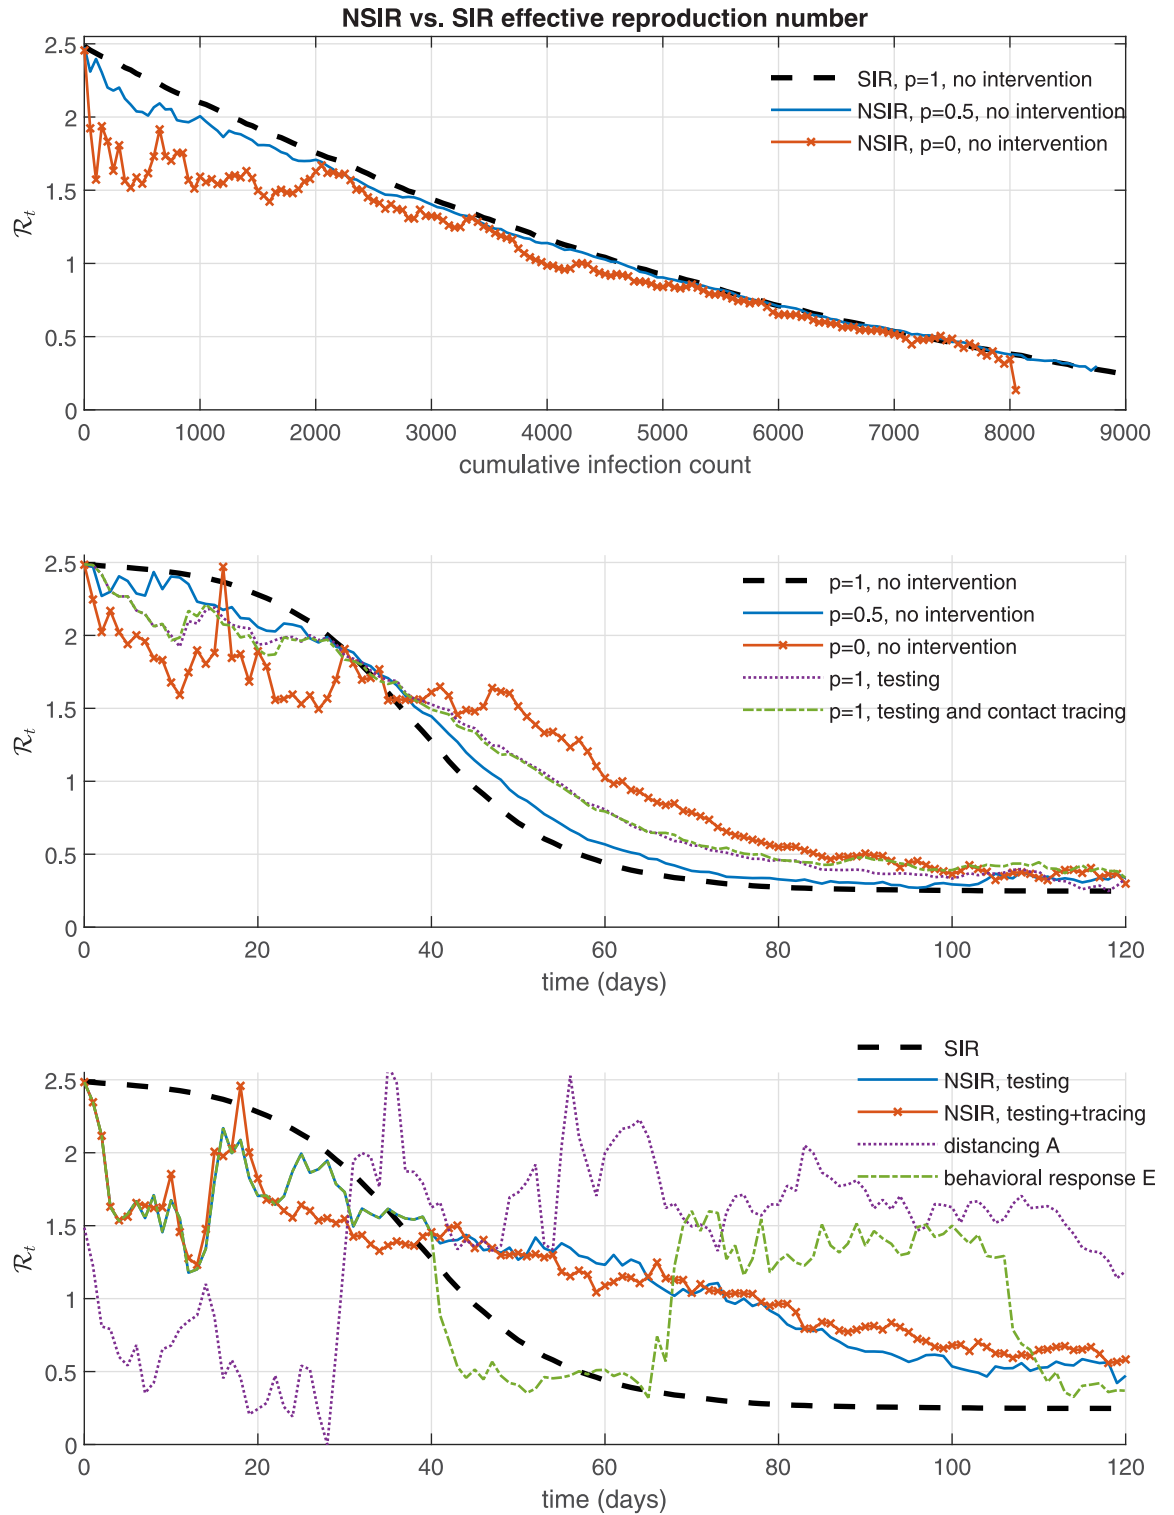 NSIR vs. SIR effective reproduction number
2.5
2
1.5
1
0.5
0
R_t
SIR, p=1, no intervention
NSIR, p=0.5, no intervention
NSIR, p=0, no intervention
0 1000 2000 3000 4000 5000 6000 7000 8000 9000
cumulative infection count
2.5
2
1.5
1
0.5
0
R_t
p=1, no intervention
p=0.5, no intervention
p=0, no intervention
p=1, testing
p=1, testing and contact tracing
0 20 40 60 80 100 120
time (days)
2.5
2
1.5
1
0.5
0
R_t
SIR
NSIR, testing
NSIR, testing+tracing
distancing A
behavioral response E
0 20 40 60 80 100 120
time (days)